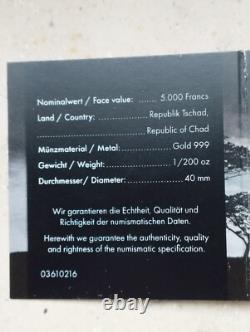 Nominalwert / Face value: ..... 5.000 Francs
Land / Country: .................. Republik Tschad,
Republic of Chad
Münzmaterial / Metal: ............ Gold 999
Gewicht / Weight: ................ 1/200 oz
Durchmesser/ Diameter: ........... 40 mm
Wir garantieren die Echtheit, Qualität und
Richtigkeit der numismatischen Daten.
Herewith we guarantee the authenticity, quality
and rightness of the numismatic specification.
03610216